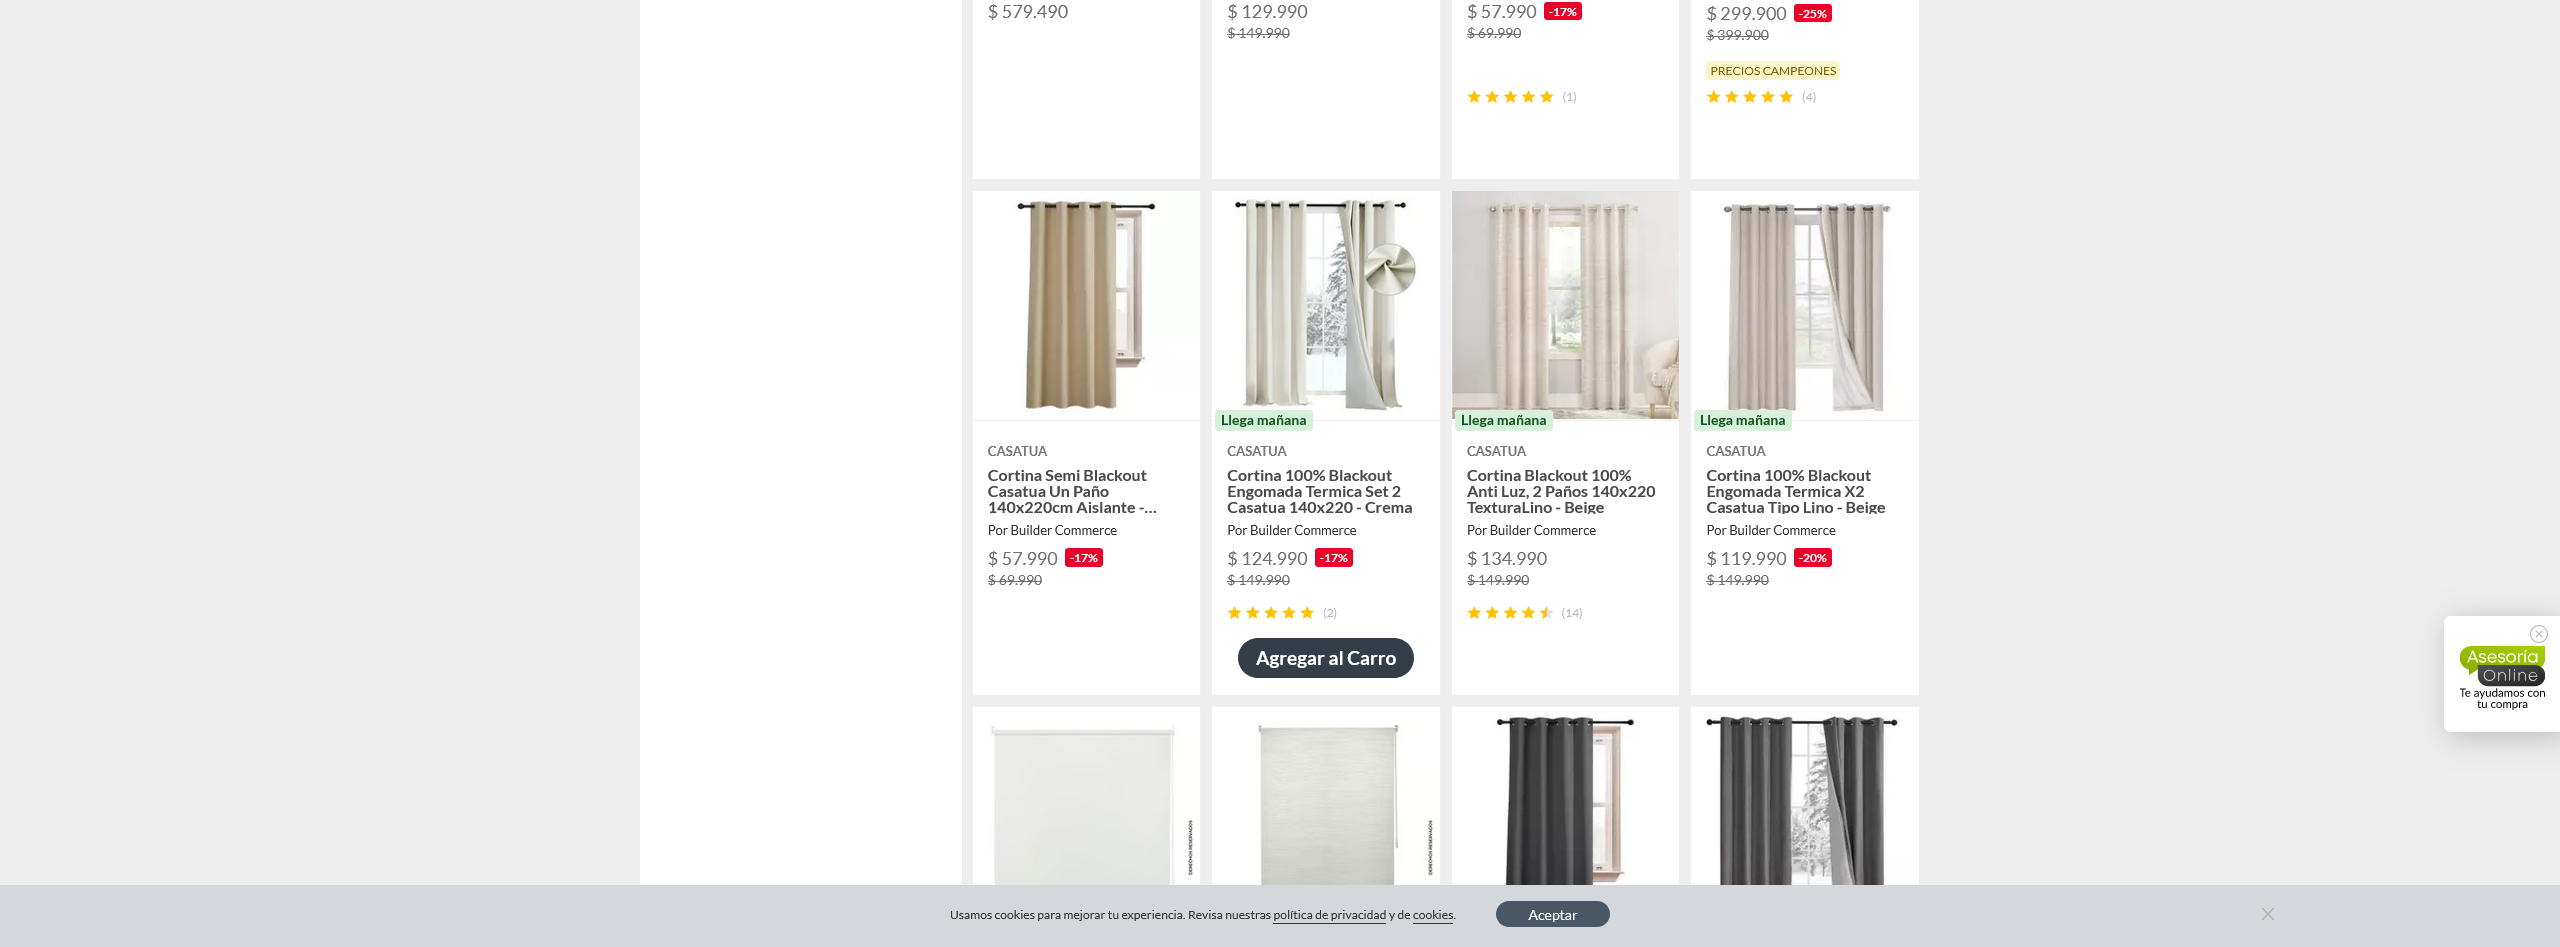 $ 579.490
$ 129.990
$ 149.990
$ 57.990 -17%
$ 69.990
(1)
$ 299.900 -25%
$ 399.900
PRECIOS CAMPEONES
(4)
CASATUA
Cortina Semi Blackout
Casatua Un Paño
140x220cm Aislante -...
Por Builder Commerce
$ 57.990 -17%
$ 69.990
Llega mañana
CASATUA
Cortina 100% Blackout
Engomada Termica Set 2
Casatua 140x220 - Crema
Por Builder Commerce
$ 124.990 -17%
$ 149.990
(2)
Agregar al Carro
Llega mañana
CASATUA
Cortina Blackout 100%
Anti Luz, 2 Paños 140x220
TexturaLino - Beige
Por Builder Commerce
$ 134.990
$ 149.990
(14)
Llega mañana
CASATUA
Cortina 100% Blackout
Engomada Termica X2
Casatua Tipo Lino - Beige
Por Builder Commerce
$ 119.990 -20%
$ 149.990
Asesoría
Online
Te ayudamos con
tu compra
DERECHOS RESERVADOS
DERECHOS RESERVADOS
Usamos cookies para mejorar tu experiencia. Revisa nuestras política de privacidad y de cookies.
Aceptar